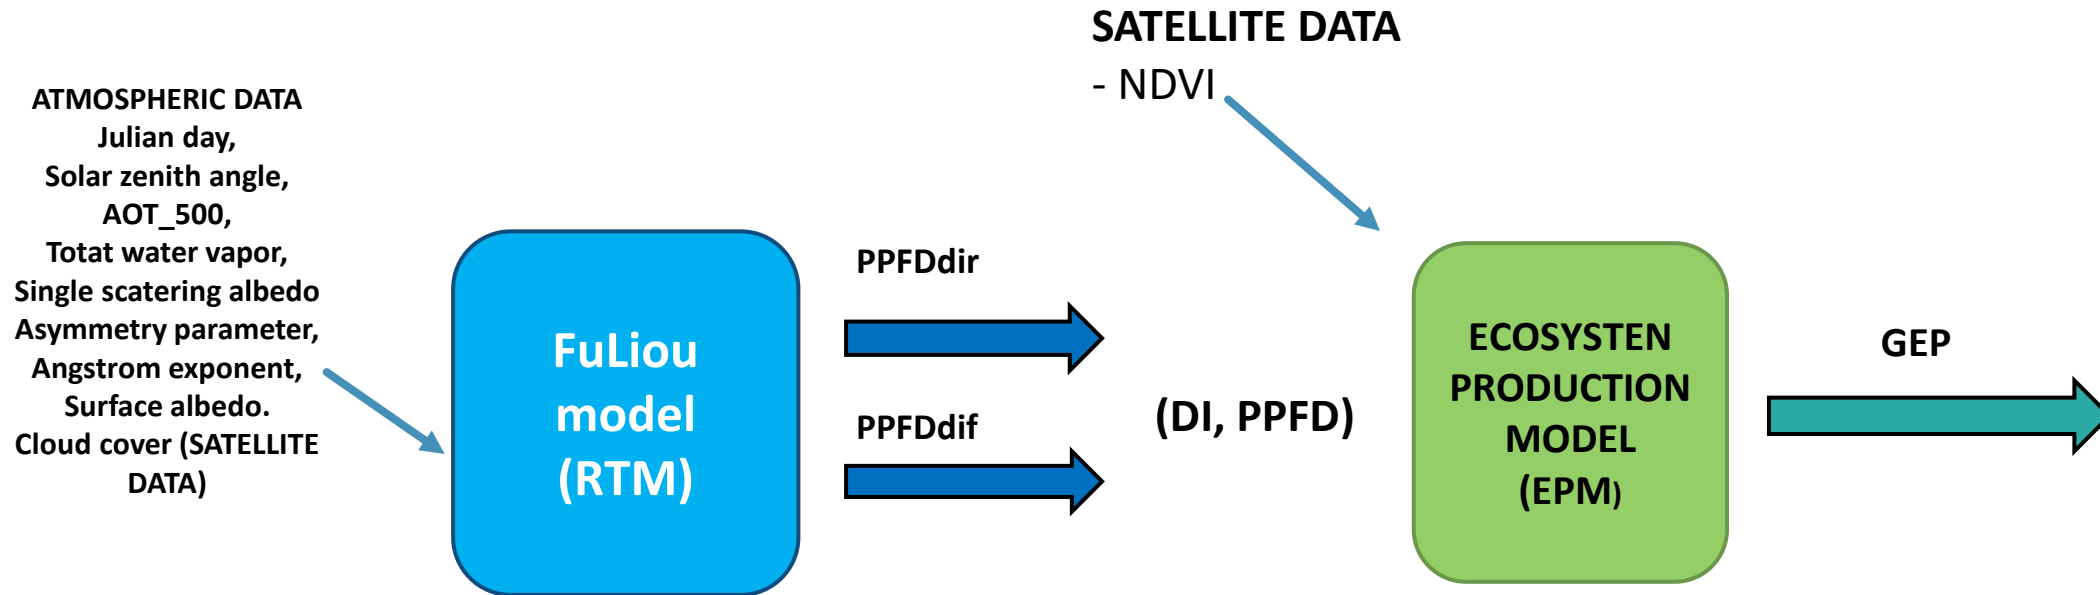 ATMOSPHERIC DATA
Julian day,
Solar zenith angle,
AOT_500,
Totat water vapor,
Single scatering albedo
Asymmetry parameter,
Angstrom exponent,
Surface albedo.
Cloud cover (SATELLITE
DATA)
FuLiou
model
(RTM)
PPFDdir
PPFDdif
SATELLITE DATA
- NDVI
(DI, PPFD)
ECOSYSTEN
PRODUCTION
MODEL
(EPM)
GEP